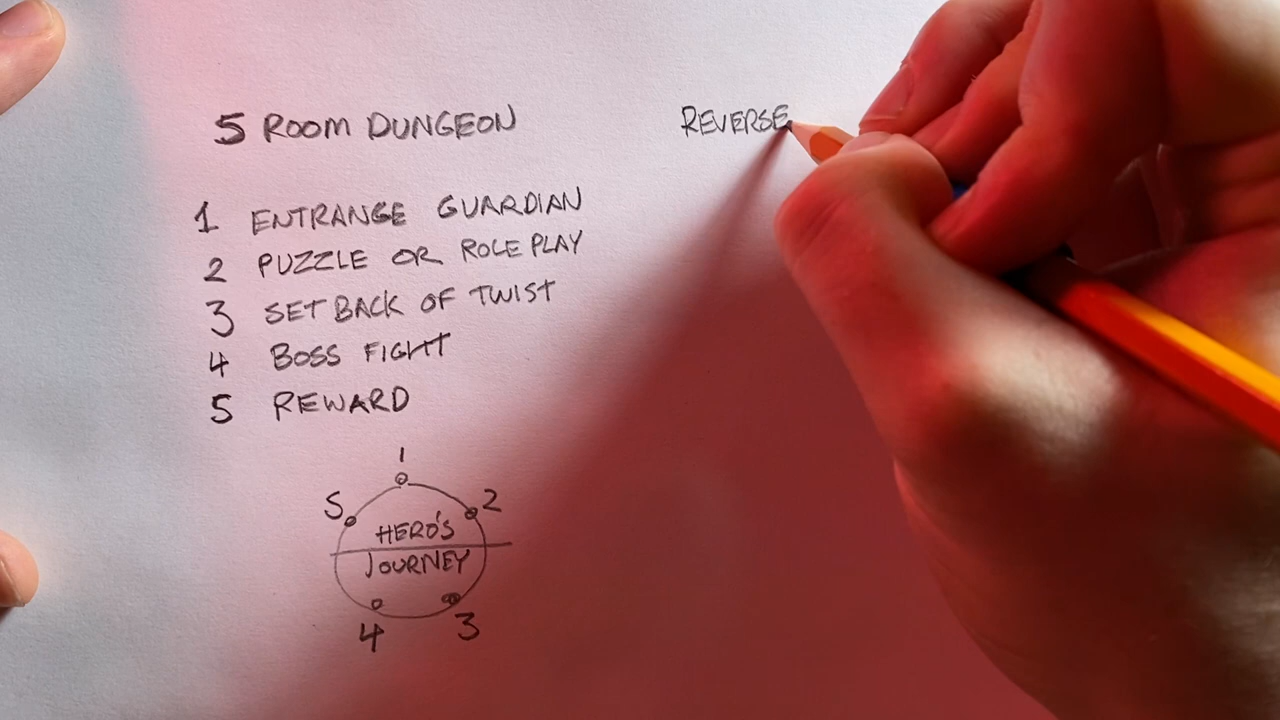 5 ROOM DUNGEON
REVERSE
1 ENTRANGE GUARDIAN
2 PUZZLE OR ROLE PLAY
3 SET BACK OF TWIST
4 BOSS FIGHT
5 REWARD
1
5 2
HERO'S
JOURNEY
4 3